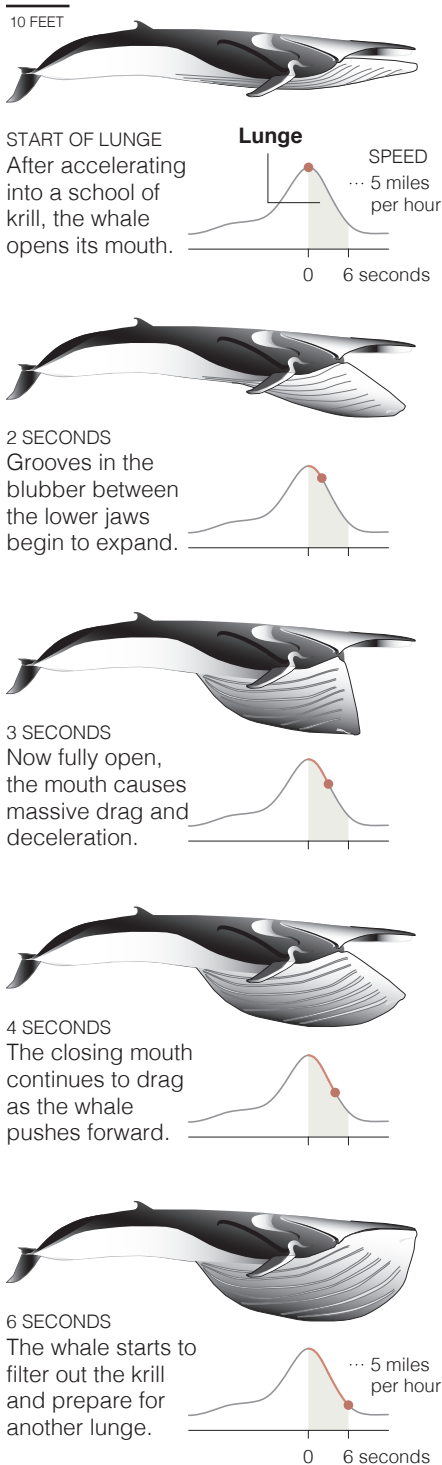 10 FEET
START OF LUNGE
After accelerating
into a school of
krill, the whale
opens its mouth.
Lunge
SPEED
··· 5 miles
per hour
0 6 seconds
2 SECONDS
Grooves in the
blubber between
the lower jaws
begin to expand.
3 SECONDS
Now fully open,
the mouth causes
massive drag and
deceleration.
4 SECONDS
The closing mouth
continues to drag
as the whale
pushes forward.
6 SECONDS
The whale starts to
filter out the krill
and prepare for
another lunge.
··· 5 miles
per hour
0 6 seconds